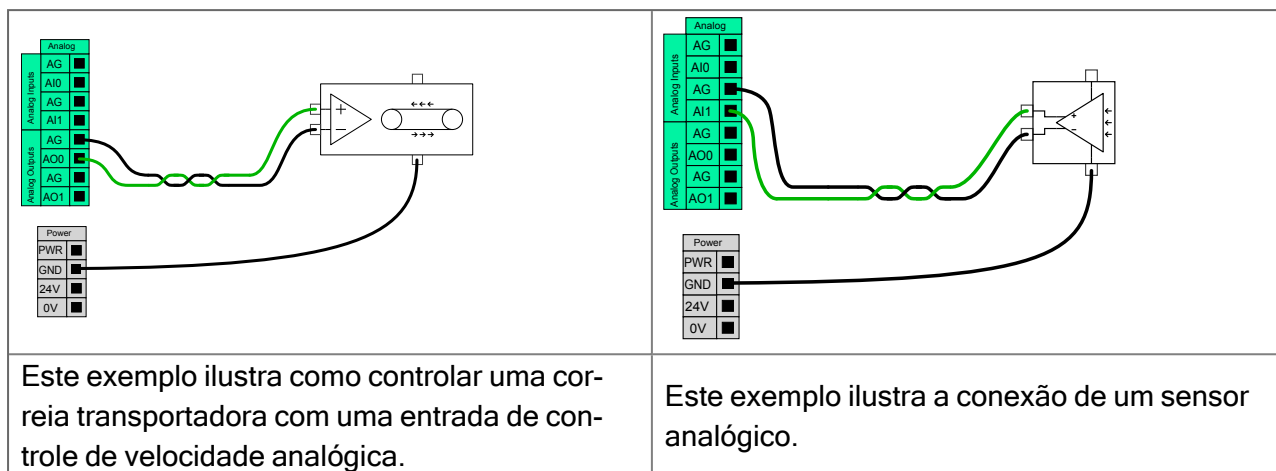 Analog
Analog Inputs
AG
AI0
AG
AI1
Analog Outputs
AG
AO0
AG
AO1
Power
PWR
GND
24V
0V
+
−
←←←
→→→
Este exemplo ilustra como controlar uma cor-
reia transportadora com uma entrada de con-
trole de velocidade analógica.
Analog
Analog Inputs
AG
AI0
AG
AI1
Analog Outputs
AG
AO0
AG
AO1
Power
PWR
GND
24V
0V
+
−
Este exemplo ilustra a conexão de um sensor
analógico.